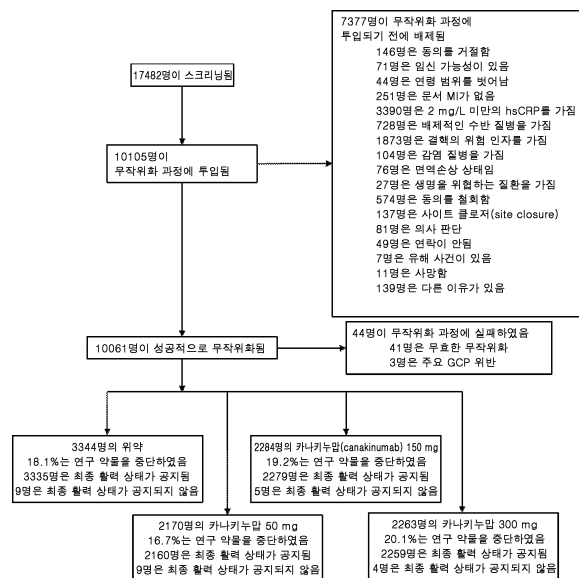 17482명이 스크리닝됨
7377명이 무작위화 과정에
투입되기 전에 배제됨
146명은 동의를 거절함
71명은 임신 가능성이 있음
44명은 연령 범위를 벗어남
251명은 문서 MI가 없음
3390명은 2 mg/L 미만의 hsCRP를 가짐
728명은 배제적인 수반 질병을 가짐
1873명은 결핵의 위험 인자를 가짐
104명은 감염 질병을 가짐
76명은 면역손상 상태임
27명은 생명을 위협하는 질환을 가짐
574명은 동의를 철회함
137명은 사이트 클로저(site closure)
81명은 의사 판단
49명은 연락이 안됨
7명은 유해 사건이 있음
11명은 사망함
139명은 다른 이유가 있음
10105명이
무작위화 과정에 투입됨
10061명이 성공적으로 무작위화됨
44명이 무작위화 과정에 실패하였음
41명은 무효한 무작위화
3명은 주요 GCP 위반
3344명의 위약
18.1%는 연구 약물을 중단하였음
3335명은 최종 활력 상태가 공지됨
9명은 최종 활력 상태가 공지되지 않음
2284명의 카나키누맙(canakinumab) 150 mg
19.2%는 연구 약물을 중단하였음
2279명은 최종 활력 상태가 공지됨
5명은 최종 활력 상태가 공지되지 않음
2170명의 카나키누맙 50 mg
16.7%는 연구 약물을 중단하였음
2160명은 최종 활력 상태가 공지됨
9명은 최종 활력 상태가 공지되지 않음
2263명의 카나키누맙 300 mg
20.1%는 연구 약물을 중단하였음
2259명은 최종 활력 상태가 공지됨
4명은 최종 활력 상태가 공지되지 않음